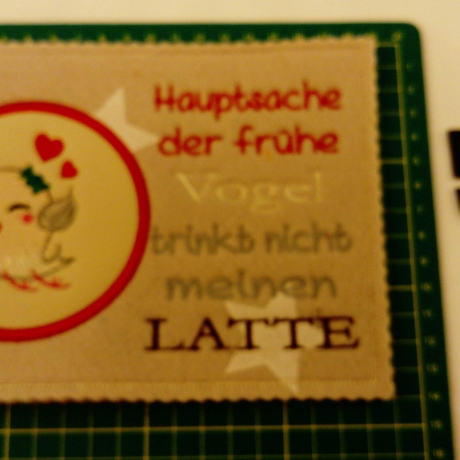 Hauptsache
der frühe
Vogel
trinkt nicht
meinen
LATTE